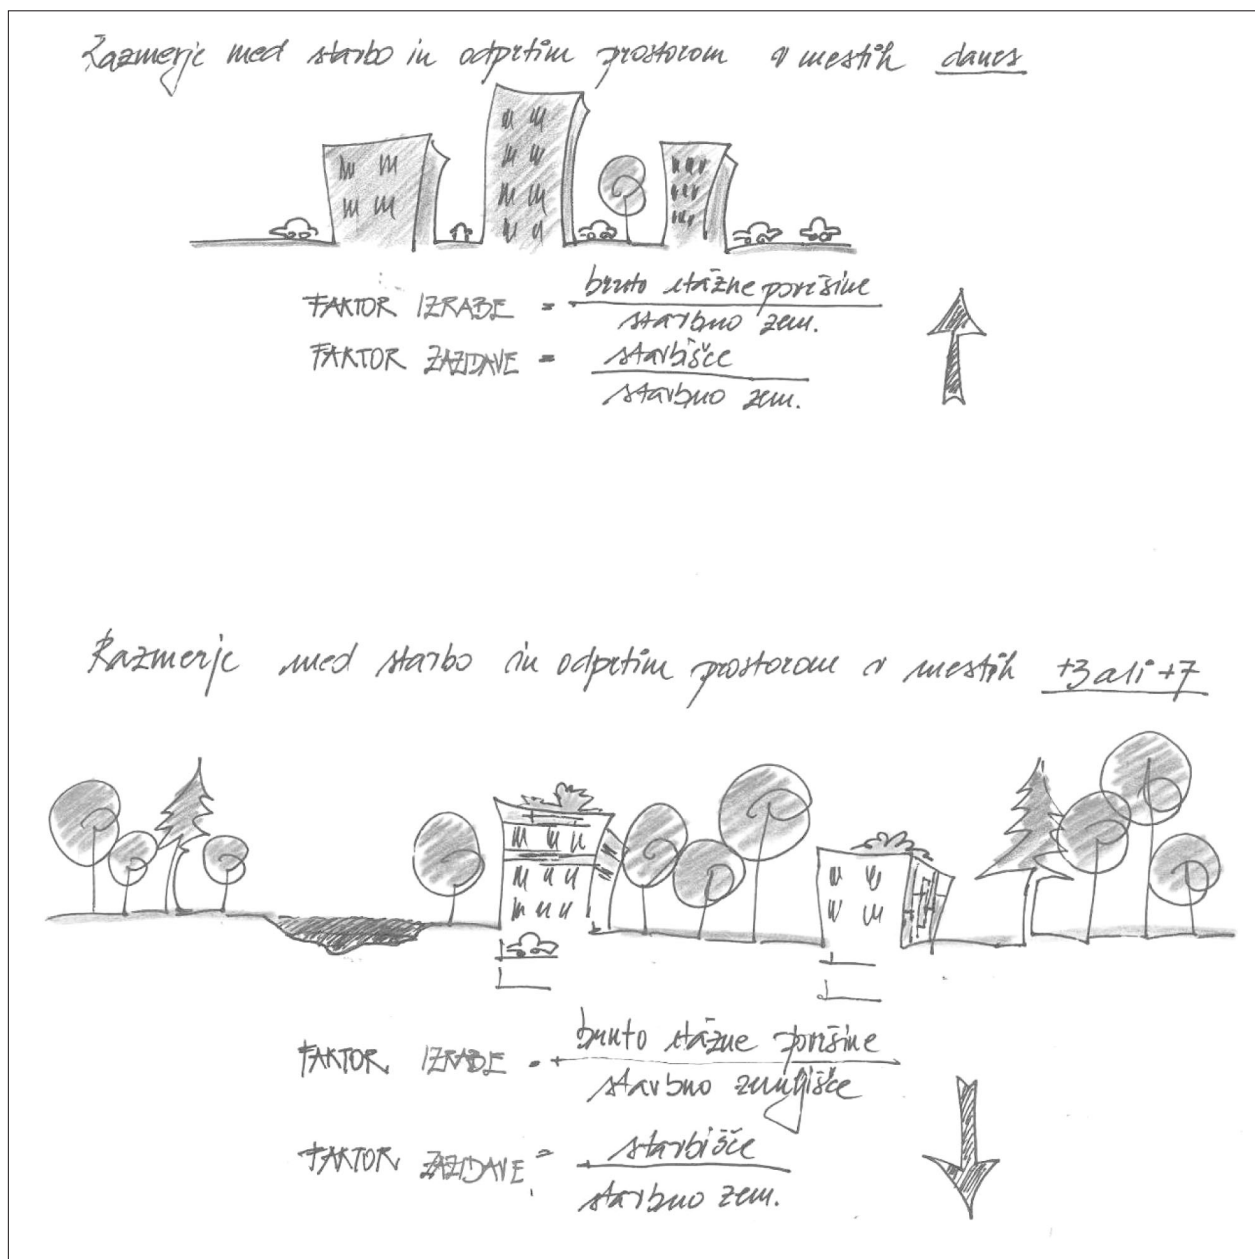 Razmerje med stavbo in odprtim prostorom v mestih danes
FAKTOR IZRABE = bruto etažne površine
stavbno zem.
FAKTOR ZAZIDAVE = stavbišče
stavbno zem.
Razmerje med stavbo in odprtim prostorom v mestih +3 ali +7
FAKTOR IZRABE = bruto etažne površine
stavbno zemljišče
FAKTOR ZAZIDAVE = stavbišče
stavbno zem.